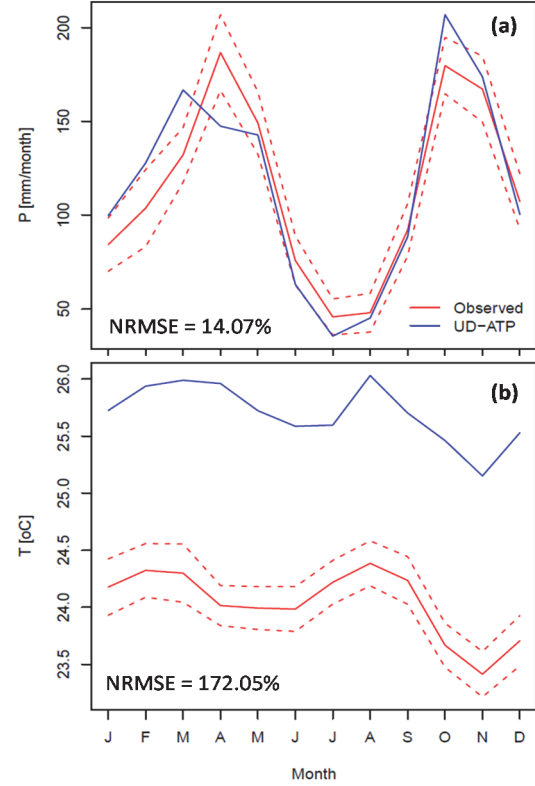 (a)
200
150
100
50
P [mm/month]
Observed
UD−ATP
NRMSE = 14.07%
(b)
26.0
25.5
25.0
24.5
24.0
23.5
T [oC]
NRMSE = 172.05%
J F M A M J J A S O N D
Month